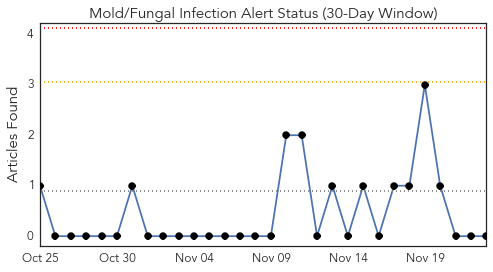 Mold/Fungal Infection Alert Status (30-Day Window)
Articles Found
4
3
2
1
0
Oct 25 Oct 30 Nov 04 Nov 09 Nov 14 Nov 19